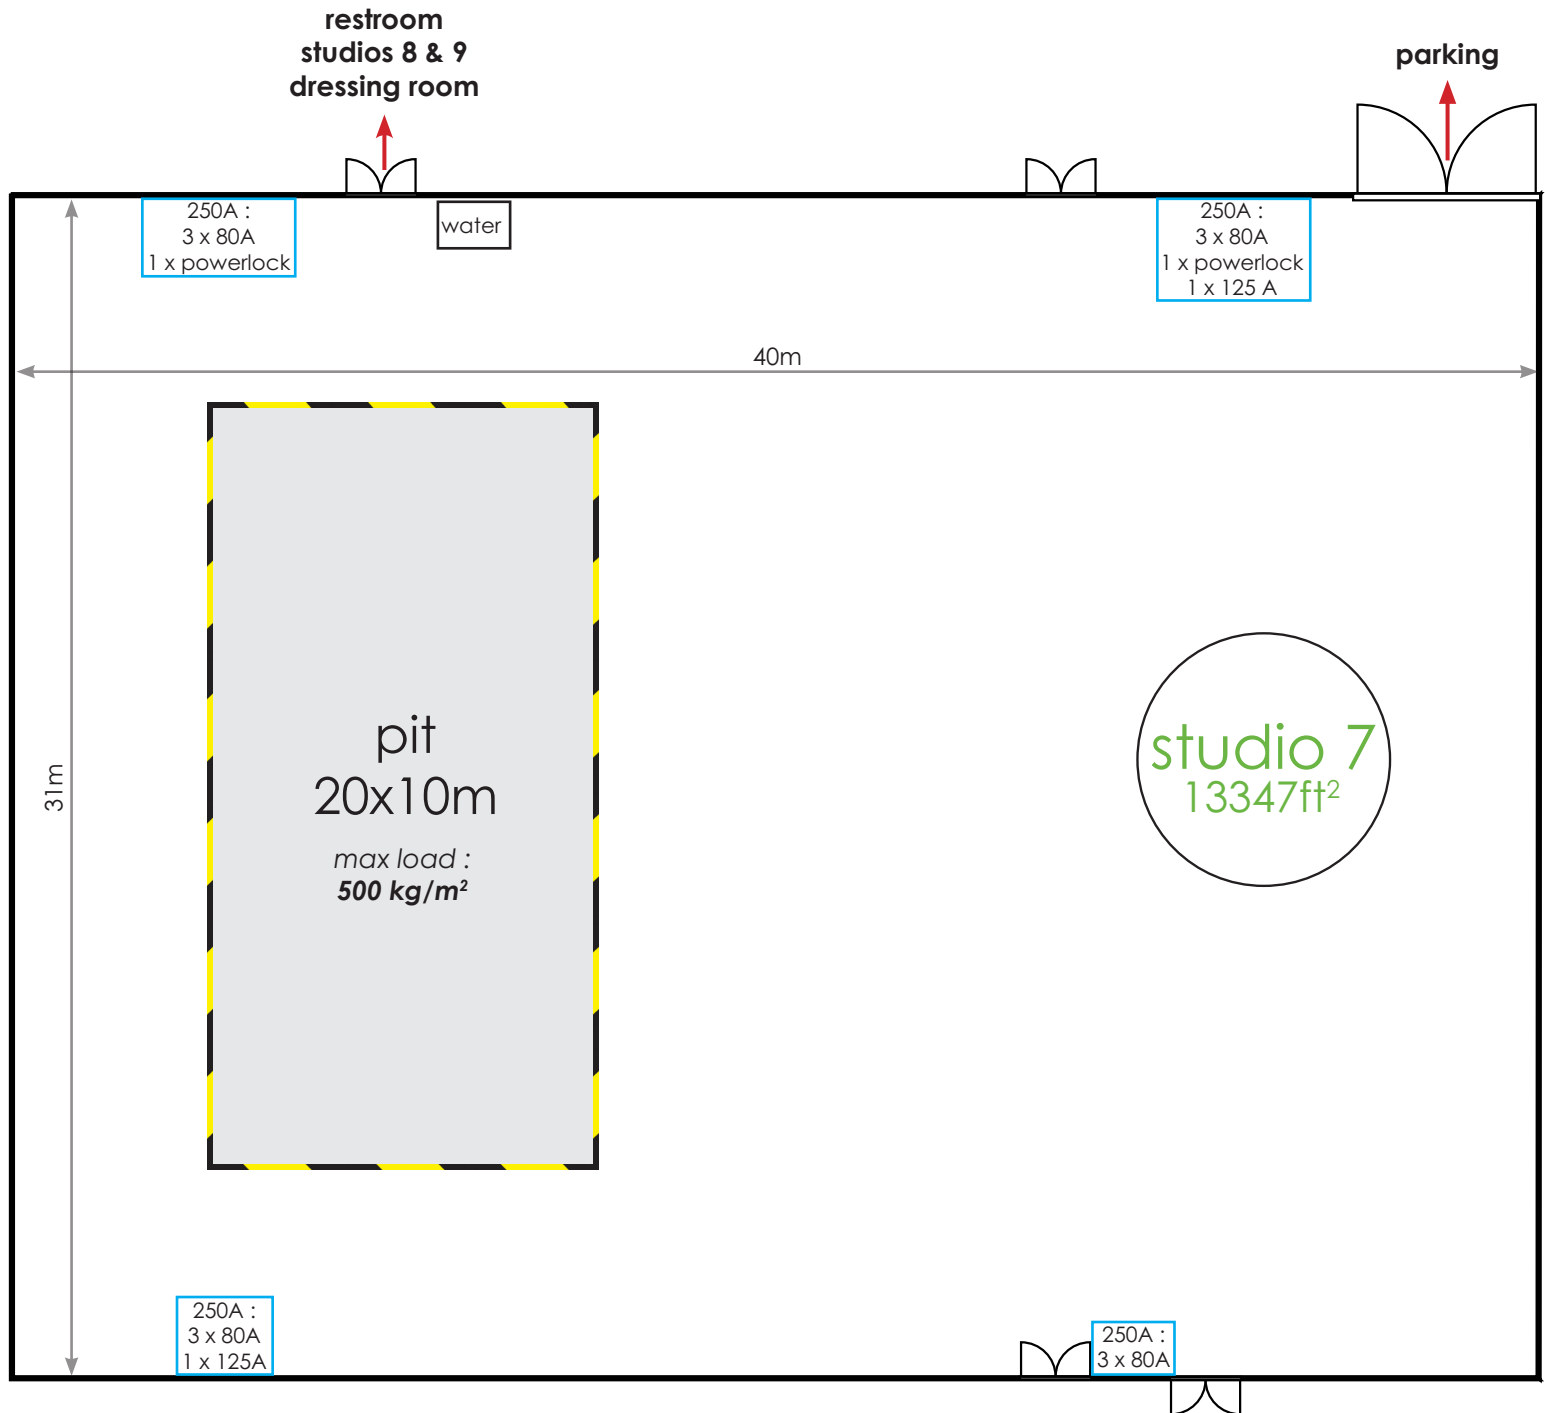 restroom
studios 8 & 9
dressing room
parking
250A :
3 x 80A
1 x powerlock
water
250A :
3 x 80A
1 x powerlock
1 x 125 A
40m
31m
pit
20x10m
max load :
500 kg/m²
studio 7
13347ft²
250A :
3 x 80A
1 x 125A
250A :
3 x 80A